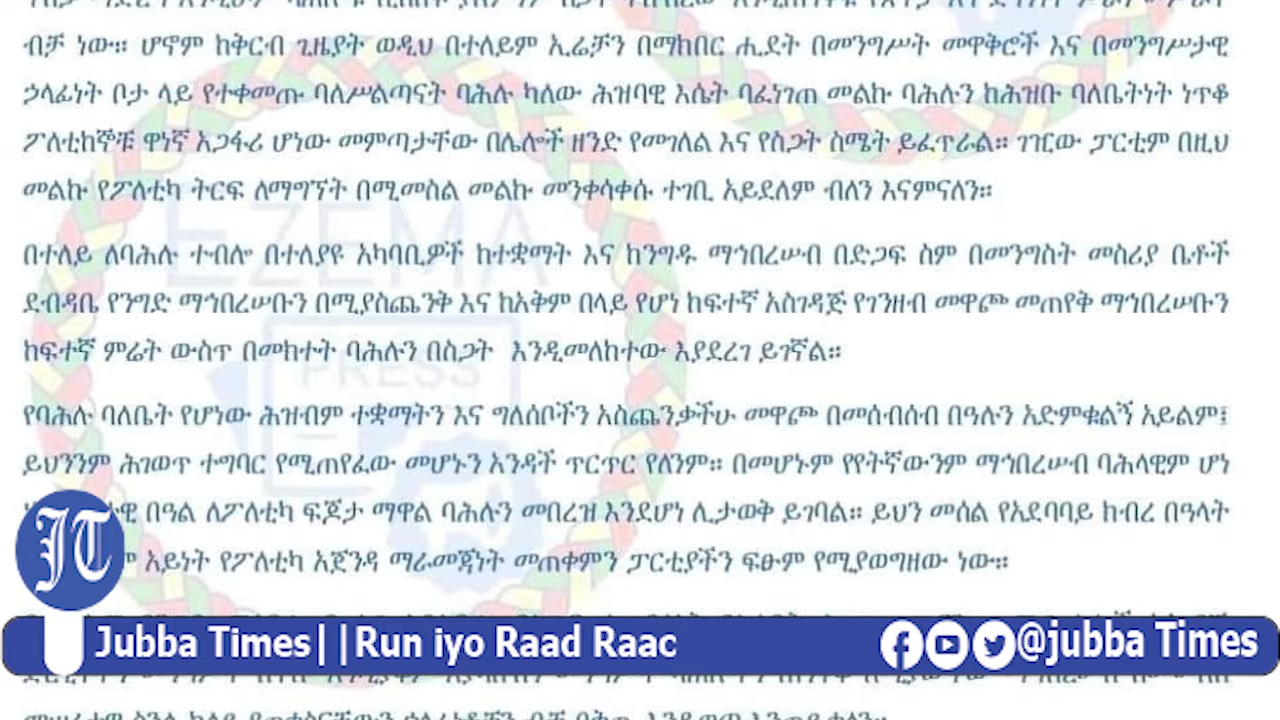 ብቻ ነው። ሆኖም ከቅርብ ጊዜያት ወዲህ በተለይም ኢሬቻን በማክበር ሒደት በመንግሥት መዋቅሮች እና በመንግሥታዊ
ኃላፊነት ቦታ ላይ የተቀመጡ ባለሥልጣናት ባሕሉ ካለው ሕዝባዊ እሴት ባፈነገጠ መልኩ ባሕሉን ከሕዝቡ ባለቤትነት ነጥቆ
ፖለቲከኞቹ ዋነኛ አጋፋሪ ሆነው መምጣታቸው በሌሎች ዘንድ የመገለል እና የስጋት ስሜት ይፈጥራል። ገዢው ፓርቲም በዚህ
መልኩ የፖለቲካ ትርፍ ለማግኘት በሚመስል መልኩ መንቀሳቀሱ ተገቢ አይደለም ብለን እናምናለን።
EZEMA
በተለይ ለባሕሉ ተብሎ በተለያዩ አካባቢዎች ከተቋማት እና ከንግዱ ማኅበረሡብ በድጋፍ ስም በመንግስት መስሪያ ቤቶች
ደብዳቤ የንግድ ማኅበረሡቡን በሚያስጨንቅ እና ከአቅም በላይ የሆነ ከፍተኛ አስገዳጅ የገንዘብ መዋጮ መጠየቅ ማኅበረሡቡን
ከፍተኛ ምሬት ውስጥ በመክተት ባሕሉን በስጋት እንዲመለከተው እያደረገ ይገኛል።
PRESS
የባሕሉ ባለቤት የሆነው ሕዝብም ተቋማትን እና ግለሰቦችን አስጨንቃችሁ መዋጮ በመሰብሰብ በዓሉን አድምቁልኝ አይልም፤
ይህንንም ሕገወጥ ተግባር የሚጠየፈው መሆኑን አንዳች ጥርጥር የለንም። በመሆኑም የየትኛውንም ማኅበረሡብ ባሕላዊም ሆነ
በዓል ለፖለቲካ ፍጆታ ማዋል ባሕሉን መበረዝ እንደሆነ ሊታወቅ ይገባል። ይህን መሰል የአደባባይ ክብረ በዓላት
አይነት የፖለቲካ አጀንዳ ማራመጃነት መጠቀምን ፓርቲያችን ፍፁም የሚያወግዘው ነው።
JT
Jubba Times||Run iyo Raad Raac
@jubba Times